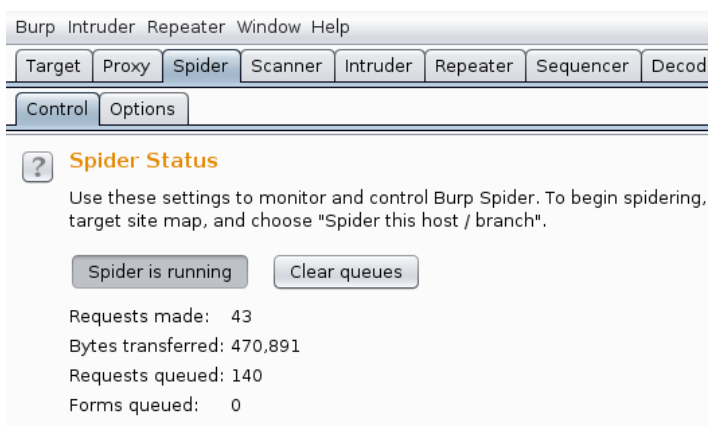 Burp Intruder Repeater Window Help
Target Proxy Spider Scanner Intruder Repeater Sequencer Decod
Control Options
? Spider Status
Use these settings to monitor and control Burp Spider. To begin spidering,
target site map, and choose "Spider this host / branch".
Spider is running Clear queues
Requests made: 43
Bytes transferred: 470,891
Requests queued: 140
Forms queued: 0